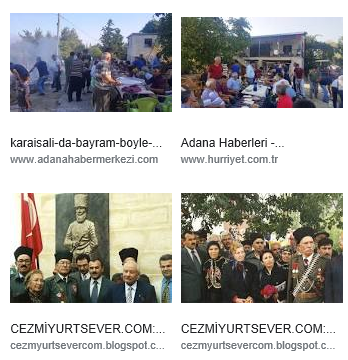 karaisali-da-bayram-boyle-...
www.adanahabermerkezi.com
Adana Haberleri -...
www.hurriyet.com.tr
CEZMİYURTSEVER.COM:...
cezmyurtsevercom.blogspot.c...
CEZMİYURTSEVER.COM:...
cezmyurtsevercom.blogspot.c...